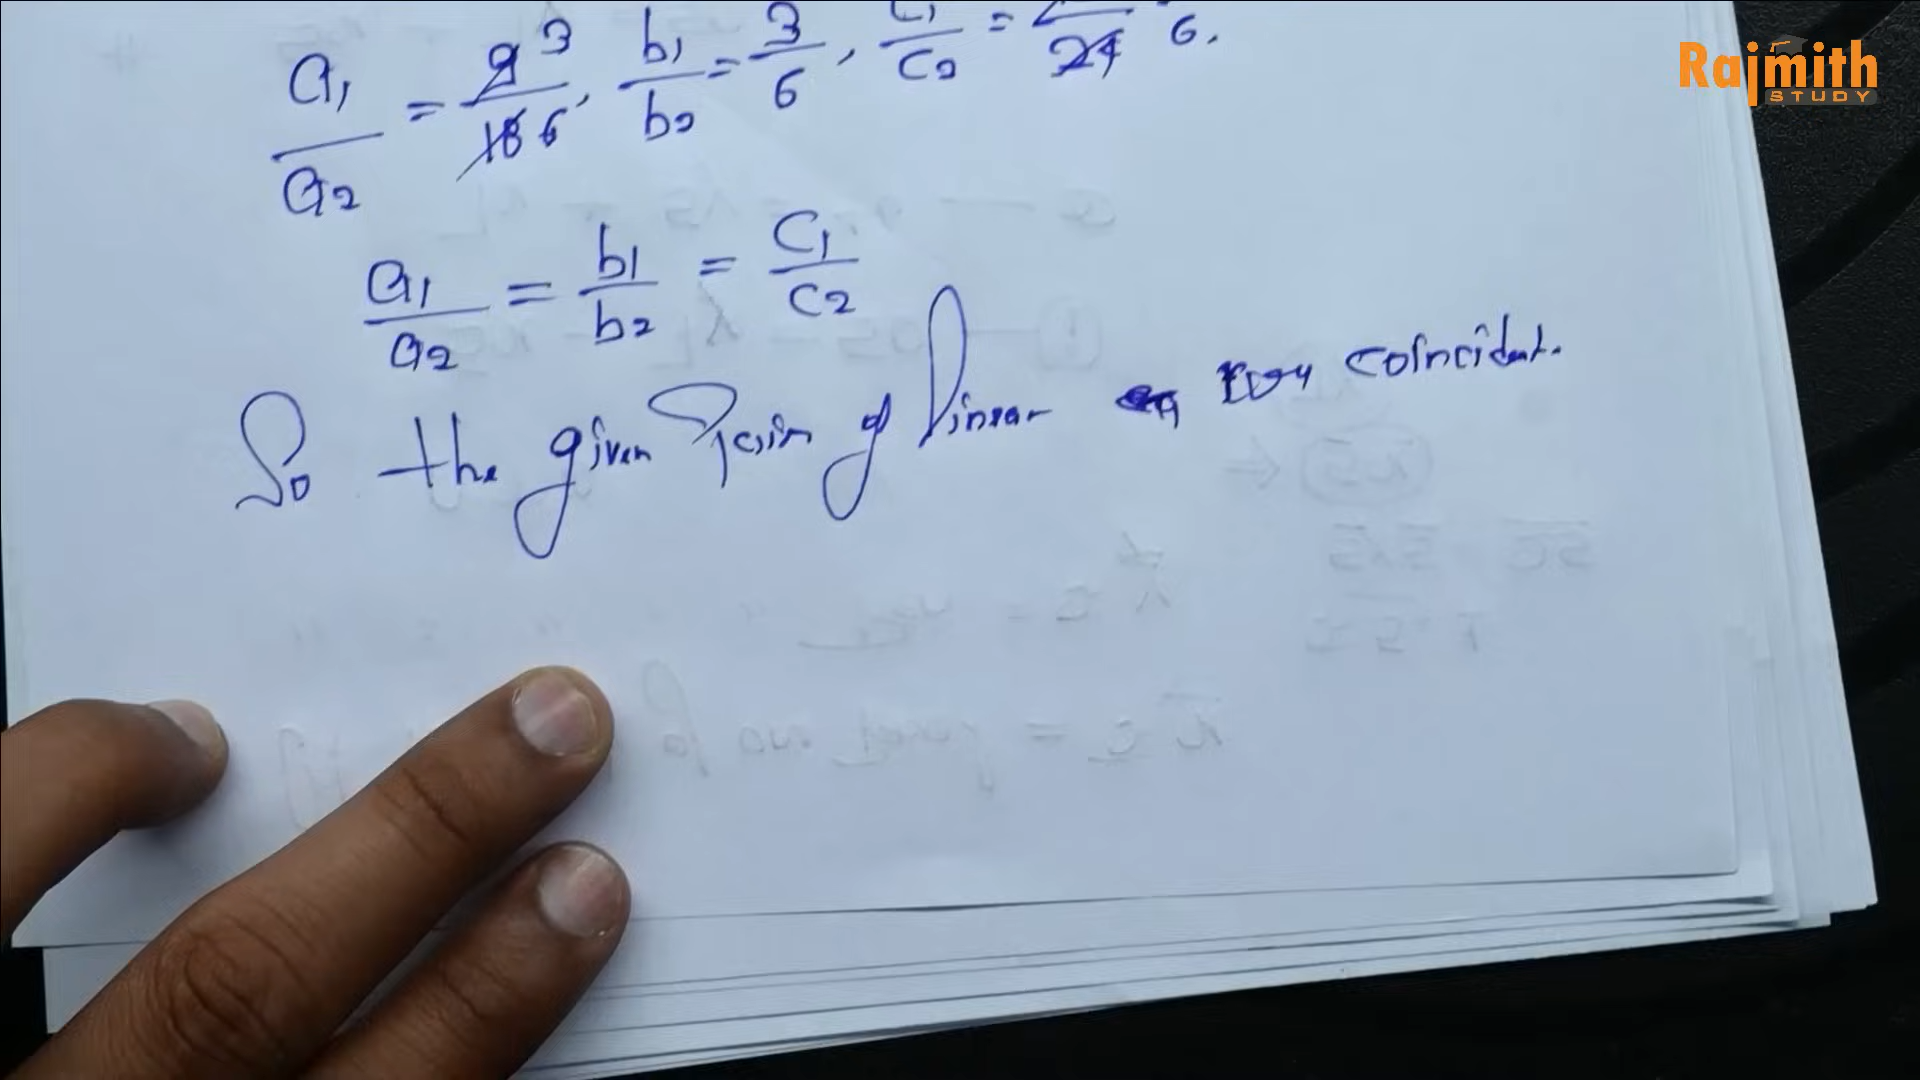 a₁/a₂ = 9 3/18 6, b₁/b₂ = 3/6, c₁/c₂ = /24 6.
a₁/a₂ = b₁/b₂ = c₁/c₂
So the given pair of linear coincident.
Rajmith
STUDY